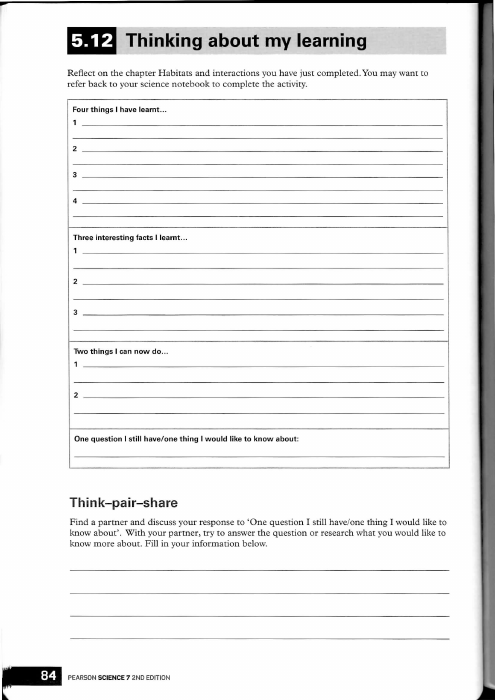 5.12 Thinking about my learning
Reflect on the chapter Habitats and interactions you have just completed. You may want to
refer back to your science notebook to complete the activity.
Four things I have learnt...
1
2
3
4
Three interesting facts I learnt...
1
2
3
Two things I can now do...
1
2
One question I still have/one thing I would like to know about:
Think–pair–share
Find a partner and discuss your response to ‘One question I still have/one thing I would like to
know about’. With your partner, try to answer the question or research what you would like to
know more about. Fill in your information below.
84 PEARSON SCIENCE 7 2ND EDITION